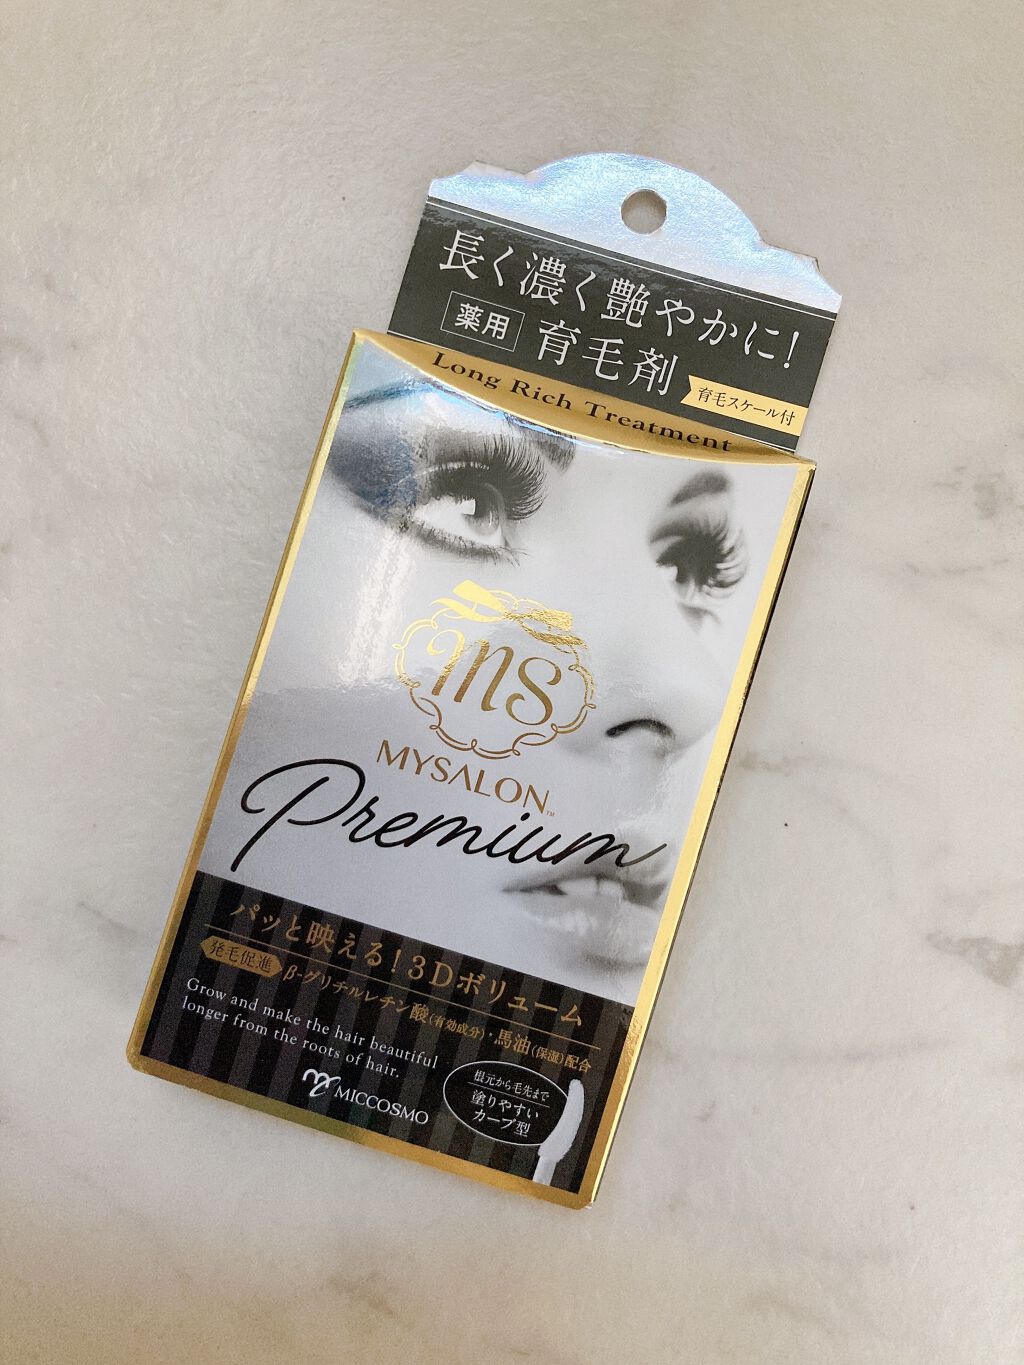 長く濃く艶やかに!
薬用 育毛剤
育毛スケール付
Long Rich Treatment
ms
MYSALON™
Premium
パッと映える!3Dボリューム
発毛促進 β-グリチルレチン酸(有効成分)・馬油(保湿)配合
Grow and make the hair beautiful
longer from the roots of hair.
MICCOSMO
根元から毛先まで
塗りやすい
カーブ型